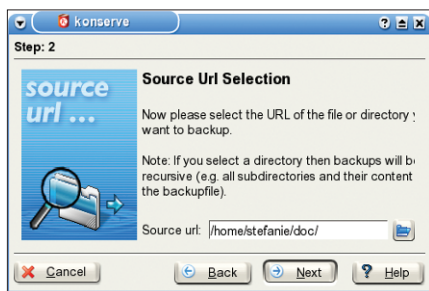 konserve
Step: 2
source
url ...
Source Url Selection
Now please select the URL of the file or directory
want to backup.
Note: If you select a directory then backups will
recursive (e.g. all subdirectories and their content
the backupfile).
Source url: /home/stefanie/doc/
Cancel
Back
Next
Help